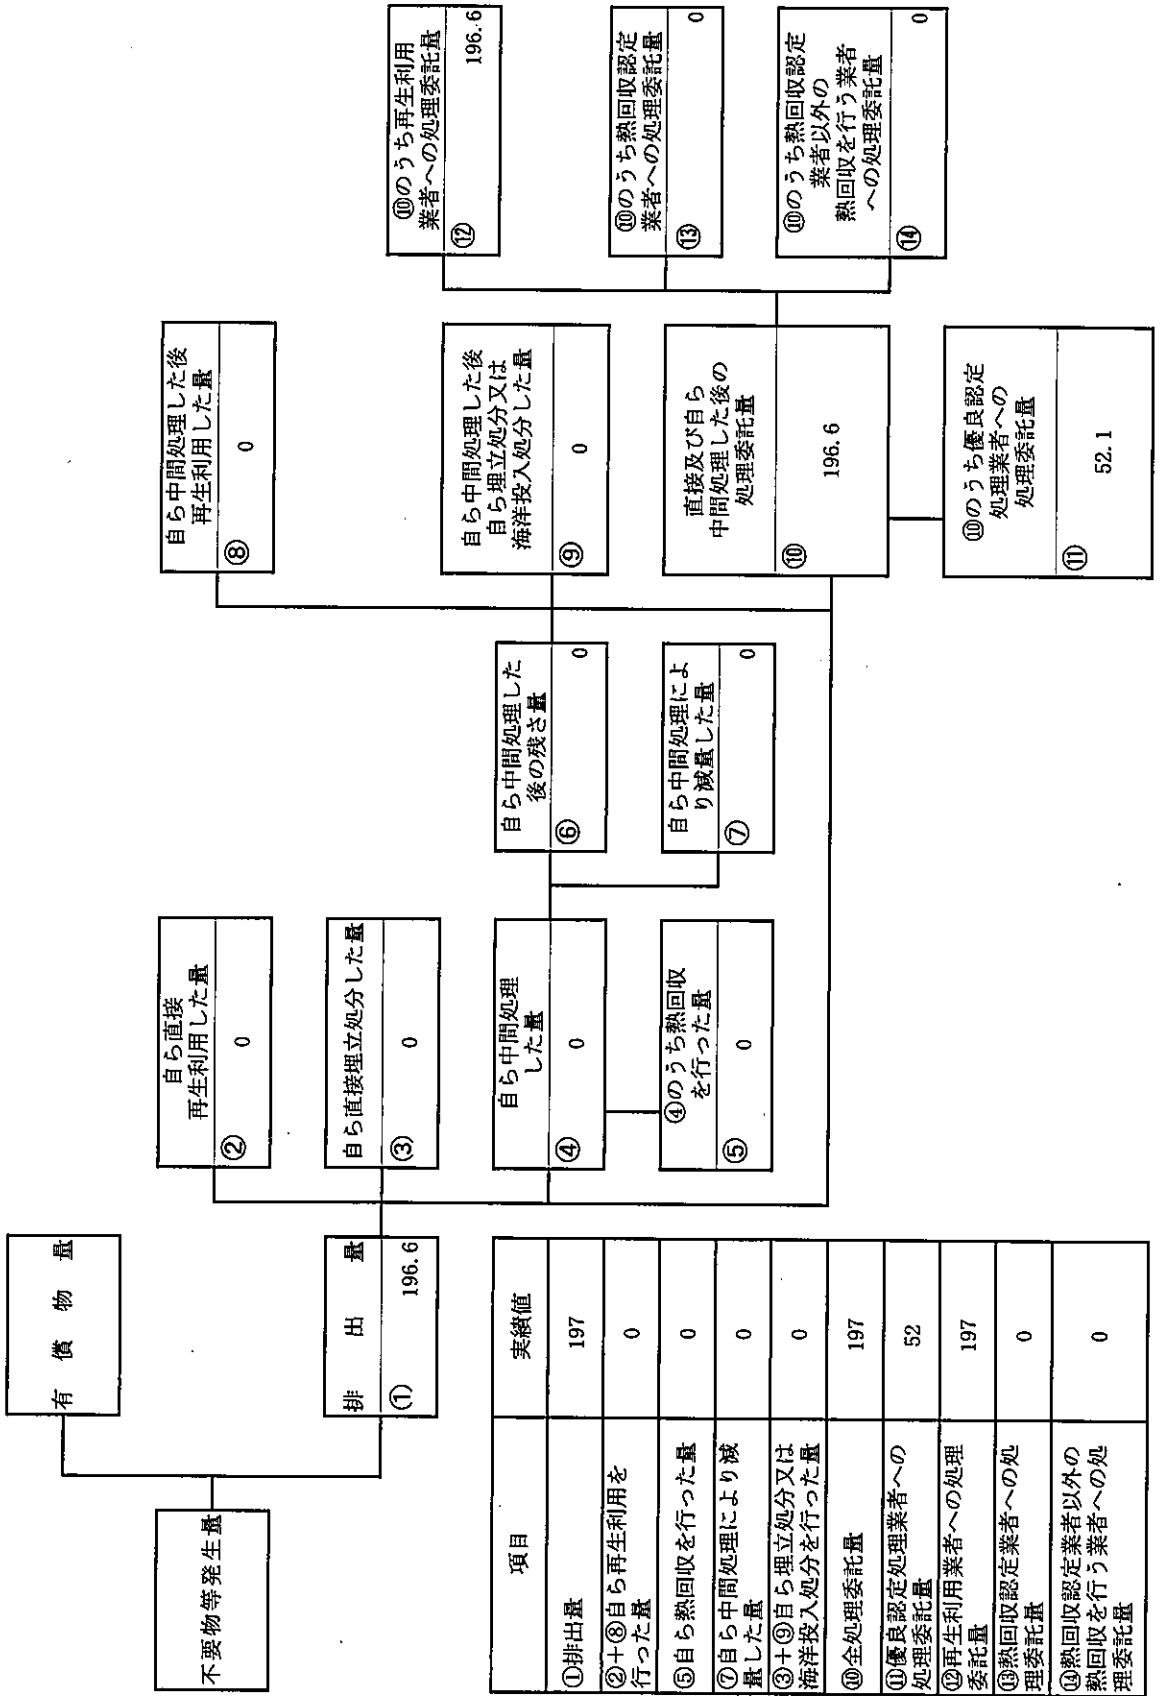 不要物等発生量
有償物量
排出量
① 196.6
自ら直接
再生利用した量
② 0
自ら直接埋立処分した量
③ 0
自ら中間処理
した量
④ 0
④のうち熱回収
を行った量
⑤ 0
自ら中間処理した
後の残さ量
⑥ 0
自ら中間処理によ
り減量した量
⑦ 0
自ら中間処理した後
再生利用した量
⑧ 0
自ら中間処理した後
自ら埋立処分又は
海洋投入処分した量
⑨ 0
直接及び自ら
中間処理した後の
処理委託量
⑩ 196.6
⑩のうち優良認定
処理業者への
処理委託量
⑪ 52.1
⑩のうち再生利用
業者への処理委託量
⑫ 196.6
⑩のうち熱回収認定
業者への処理委託量
⑬ 0
⑩のうち熱回収認定
業者以外の
熱回収を行う業者
への処理委託量
⑭ 0
項目 実績値
①排出量 197
②+⑧自ら再生利用を
行った量 0
⑤自ら熱回収を行った量 0
⑦自ら中間処理により減
量した量 0
③+⑨自ら埋立処分又は
海洋投入処分を行った量 0
⑩全処理委託量 197
⑪優良認定処理業者への
処理委託量 52
⑫再生利用業者への処理
委託量 197
⑬熱回収認定業者への処
理委託量 0
⑭熱回収認定業者以外の
熱回収を行う業者への処
理委託量 0